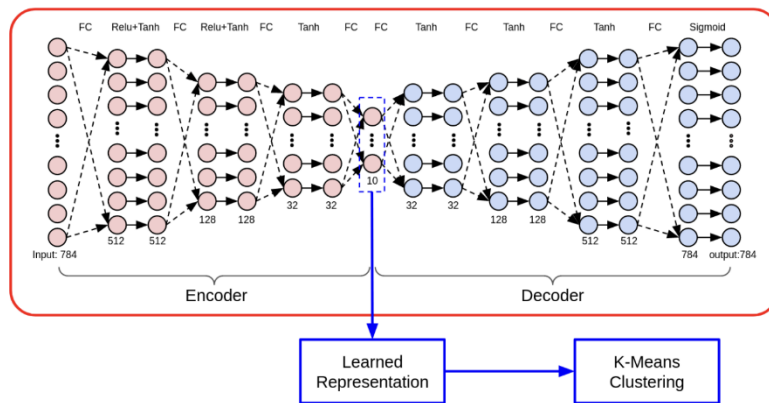 FC Relu+Tanh FC Relu+Tanh FC Tanh FC FC Tanh FC Tanh FC Tanh FC Sigmoid
10
32 32 32 32
128 128 128 128
512 512 512 512
Input: 784 784 output:784
Encoder Decoder
Learned
Representation
K-Means
Clustering